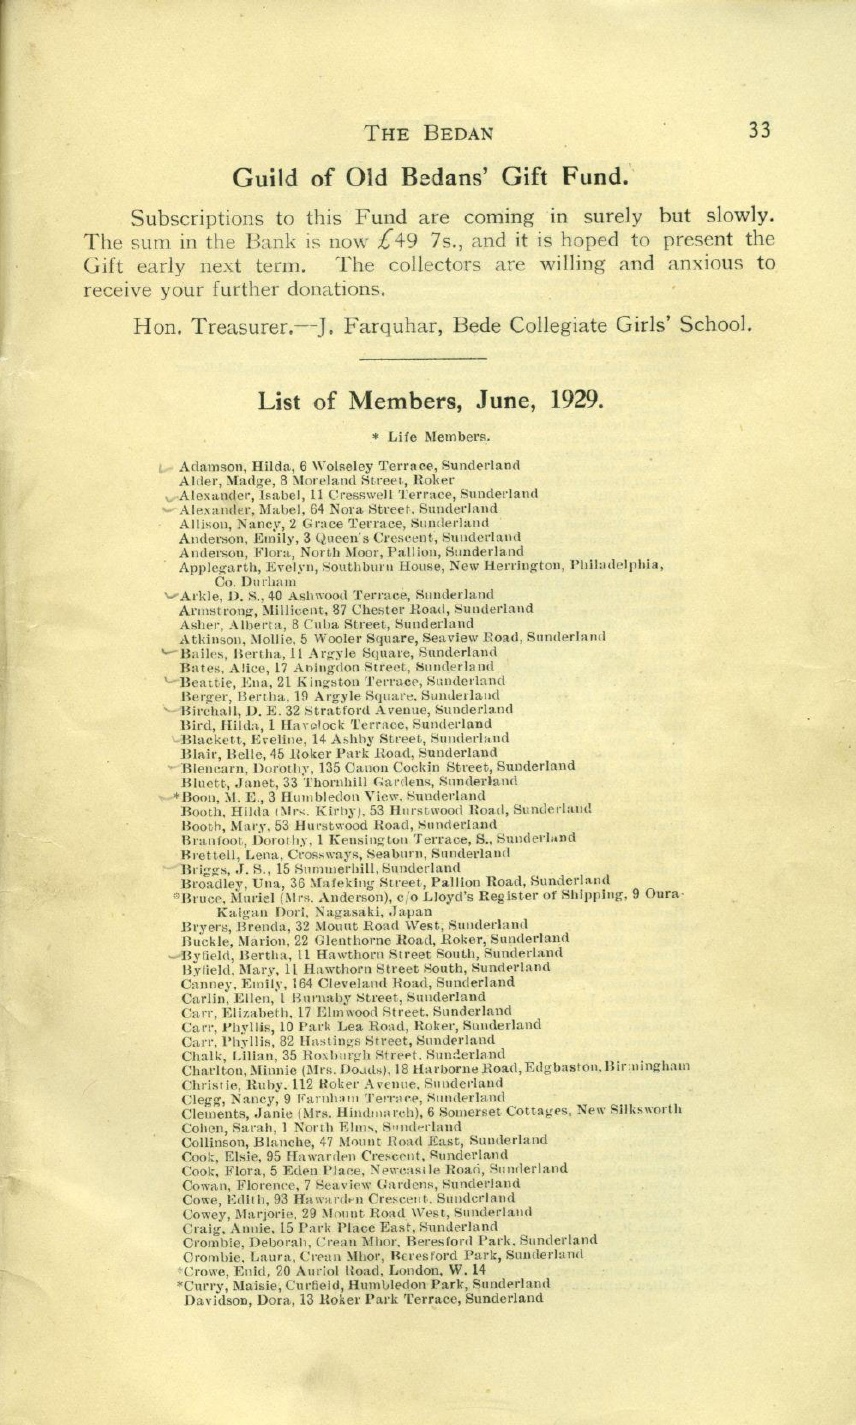 THE BEDAN 33
Guild of Old Bedans' Gift Fund.
Subscriptions to this Fund are coming in surely but slowly.
The sum in the Bank is now £49 7s., and it is hoped to present the
Gift early next term. The collectors are willing and anxious to
receive your further donations.
Hon. Treasurer.—J. Farquhar, Bede Collegiate Girls' School.
List of Members, June, 1929.
* Life Members.
Adamson, Hilda, 6 Wolseley Terrace, Sunderland
Alder, Madge, 8 Moreland Street, Roker
Alexander, Isabel, 11 Cresswell Terrace, Sunderland
Alexander, Mabel, 64 Nora Street, Sunderland
Allison, Nancy, 2 Grace Terrace, Sunderland
Anderson, Emily, 3 Queen's Crescent, Sunderland
Anderson, Flora, North Moor, Pallion, Sunderland
Applegarth, Evelyn, Southburn House, New Herrington, Philadelphia,
Co. Durham
Arkle, D. S., 40 Ashwood Terrace, Sunderland
Armstrong, Millicent, 87 Chester Road, Sunderland
Asher, Alberta, 8 Cuba Street, Sunderland
Atkinson, Mollie, 5 Wooler Square, Seaview Road, Sunderland
Bailes, Bertha, 11 Argyle Square, Sunderland
Bates, Alice, 17 Abingdon Street, Sunderland
Beattie, Ena, 21 Kingston Terrace, Sunderland
Berger, Bertha, 19 Argyle Square, Sunderland
Birchall, D. E. 32 Stratford Avenue, Sunderland
Bird, Hilda, 1 Havelock Terrace, Sunderland
Blackett, Eveline, 14 Ashby Street, Sunderland
Blair, Belle, 45 Roker Park Road, Sunderland
Blencarn, Dorothy, 135 Canon Cockin Street, Sunderland
Bluett, Janet, 33 Thornhill Gardens, Sunderland
*Boon, M. E., 3 Humbledon View, Sunderland
Booth, Hilda (Mrs. Kirby), 53 Hurstwood Road, Sunderland
Booth, Mary, 53 Hurstwood Road, Sunderland
Branfoot, Dorothy, 1 Kensington Terrace, S., Sunderland
Brettell, Lena, Crossways, Seaburn, Sunderland
Briggs, J. S., 15 Summerhill, Sunderland
Broadley, Una, 36 Mafeking Street, Pallion Road, Sunderland
*Bruce, Muriel (Mrs. Anderson), c/o Lloyd's Register of Shipping, 9 Oura-
Kaigan Dori, Nagasaki, Japan
Bryers, Brenda, 32 Mount Road West, Sunderland
Buckle, Marion, 22 Glenthorne Road, Roker, Sunderland
Byfield, Bertha, 11 Hawthorn Street South, Sunderland
Byfield, Mary, 11 Hawthorn Street South, Sunderland
Canney, Emily, 164 Cleveland Road, Sunderland
Carlin, Ellen, 1 Burnaby Street, Sunderland
Carr, Elizabeth, 17 Elmwood Street, Sunderland
Carr, Phyllis, 10 Park Lea Road, Roker, Sunderland
Carr, Phyllis, 82 Hastings Street, Sunderland
Chalk, Lilian, 35 Roxburgh Street, Sunderland
Charlton, Minnie (Mrs. Dodds), 18 Harborne Road, Edgbaston, Birmingham
Christie, Ruby, 112 Roker Avenue, Sunderland
Clegg, Nancy, 9 Farnham Terrace, Sunderland
Clements, Janie (Mrs. Hindmarch), 6 Somerset Cottages, New Silksworth
Cohen, Sarah, 1 North Elms, Sunderland
Collinson, Blanche, 47 Mount Road East, Sunderland
Cook, Elsie, 95 Hawarden Crescent, Sunderland
Cook, Flora, 5 Eden Place, Newcastle Road, Sunderland
Cowan, Florence, 7 Seaview Gardens, Sunderland
Cowe, Edith, 93 Hawarden Crescent, Sunderland
Cowey, Marjorie, 29 Mount Road West, Sunderland
Craig, Annie, 15 Park Place East, Sunderland
Crombie, Deborah, Crean Mhor, Beresford Park, Sunderland
Crombie, Laura, Crean Mhor, Beresford Park, Sunderland
*Crowe, Enid, 20 Auriol Road, London, W. 14
*Curry, Maisie, Curfield, Humbledon Park, Sunderland
Davidson, Dora, 13 Roker Park Terrace, Sunderland